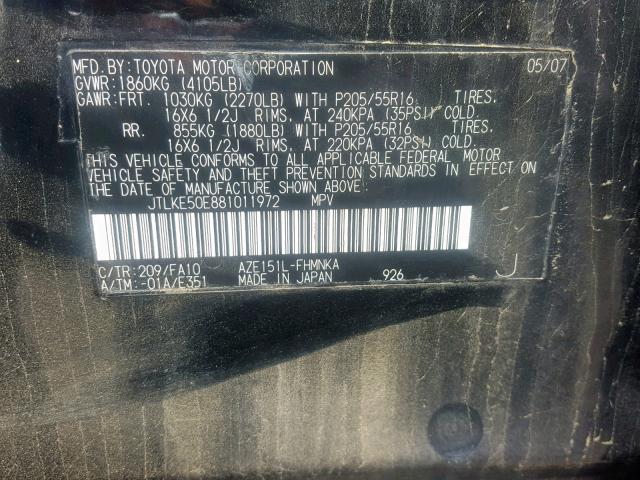 MFD.BY:TOYOTA MOTOR CORPORATION 05/07
GVWR:1860KG (4105LB)
GAWR:FRT. 1030KG (2270LB) WITH P205/55R16 TIRES,
16X6 1/2J RIMS, AT 240KPA (35PSI) COLD.
RR. 855KG (1880LB) WITH P205/55R16 TIRES,
16X6 1/2J RIMS, AT 220KPA (32PSI) COLD.
THIS VEHICLE CONFORMS TO ALL APPLICABLE FEDERAL MOTOR
VEHICLE SAFETY AND THEFT PREVENTION STANDARDS IN EFFECT ON
THE DATE OF MANUFACTURE SHOWN ABOVE.
JTLKE50E881011972 MPV
C/TR:209/FA10 AZE151L-FHMNKA
A/TM:-01A/E351 MADE IN JAPAN 926 J